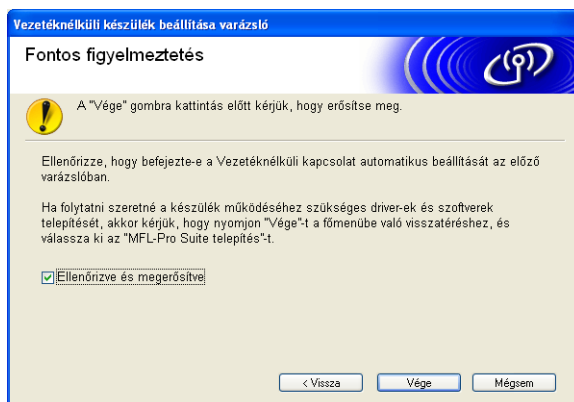 Vezetéknélküli készülék beállítása varázsló
Fontos figyelmeztetés
A "Vége" gombra kattintás előtt kérjük, hogy erősítse meg.
Ellenőrizze, hogy befejezte-e a Vezetéknélküli kapcsolat automatikus beállítását az előző
varázslóban.
Ha folytatni szeretné a készülék működéséhez szükséges driver-ek és szoftverek
telepítését, akkor kérjük, hogy nyomjon "Vége"-t a főmenübe való visszatéréshez, és
válassza ki az "MFL-Pro Suite telepítés"-t.
Ellenőrizve és megerősítve
< Vissza
Vége
Mégsem